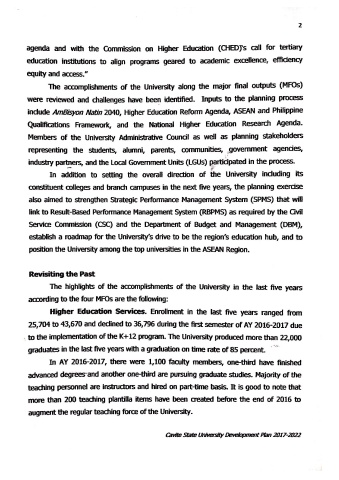 2
agenda and with the Commission on Higher Education (CHED)'s call for tertiary
education institutions to align programs geared to academic excellence, efficiency
equity and access."
The accomplishments of the University along the major final outputs (MFOs)
were reviewed and challenges have been identified. Inputs to the planning process
include AmBisyon Natin 2040, Higher Education Reform Agenda, ASEAN and Philippine
Qualifications Framework, and the National Higher Education Research Agenda.
Members of the University Administrative Council as well as planning stakeholders
representing the students, alumni, parents, communities, government agencies,
industry partners, and the Local Government Units (LGUs) participated in the process.
In addition to setting the overall direction of the University including its
constituent colleges and branch campuses in the next five years, the planning exercise
also aimed to strengthen Strategic Performance Management System (SPMS) that will
link to Result-Based Performance Management System (RBPMS) as required by the Civil
Service Commission (CSC) and the Department of Budget and Management (DBM),
establish a roadmap for the University's drive to be the region's education hub, and to
position the University among the top universities in the ASEAN Region.
Revisiting the Past
The highlights of the accomplishments of the University in the last five years
according to the four MFOs are the following:
Higher Education Services. Enrollment in the last five years ranged from
25,704 to 43,670 and declined to 36,796 during the first semester of AY 2016-2017 due
to the implementation of the K+12 program. The University produced more than 22,000
graduates in the last five years with a graduation on time rate of 85 percent.
In AY 2016-2017, there were 1,100 faculty members, one-third have finished
advanced degrees and another one-third are pursuing graduate studies. Majority of the
teaching personnel are instructors and hired on part-time basis. It is good to note that
more than 200 teaching plantilla items have been created before the end of 2016 to
augment the regular teaching force of the University.
Cavite State University Development Plan 2017-2022